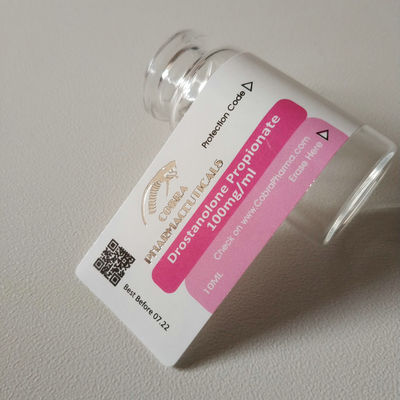 Protection Code
COBRA
PHARMACEUTICALS
Drostanolone Propionate
100mg/ml
Check on www.CobraPharma.com
Erase Here
10ML
Best Before 07.22